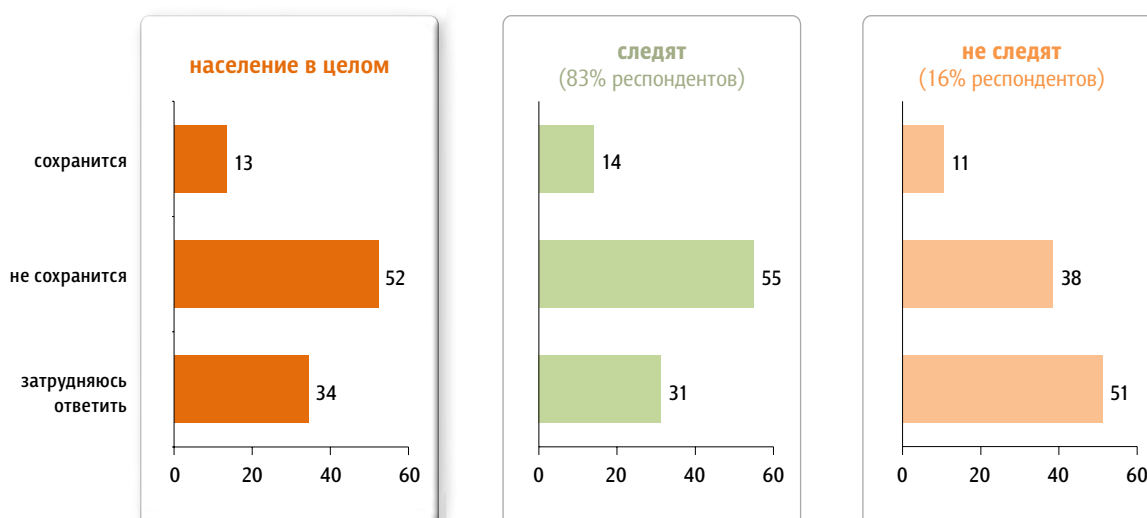 население в целом
сохранится
13
не сохранится
52
затрудняюсь
ответить
34
0 20 40 60
следят
(83% респондентов)
14
55
31
0 20 40 60
не следят
(16% респондентов)
11
38
51
0 20 40 60